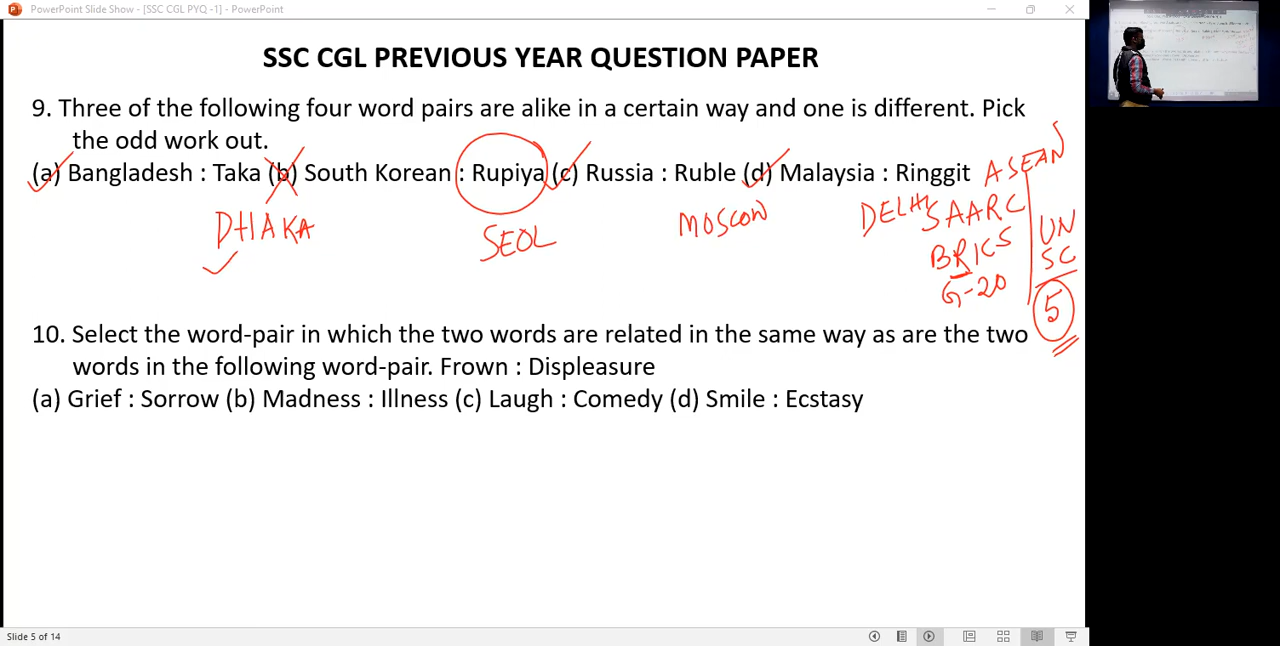 PowerPoint Slide Show - [SSC CGL PYQ -1] - PowerPoint
SSC CGL PREVIOUS YEAR QUESTION PAPER
9. Three of the following four word pairs are alike in a certain way and one is different. Pick
the odd work out.
(a) Bangladesh : Taka (b) South Korean : Rupiya (c) Russia : Ruble (d) Malaysia : Ringgit
ASEAN
DHAKA
SEOL
MOSCOW
DELHI
SAARC
BRICS
G-20
UN
SC
5
10. Select the word-pair in which the two words are related in the same way as are the two
words in the following word-pair. Frown : Displeasure
(a) Grief : Sorrow (b) Madness : Illness (c) Laugh : Comedy (d) Smile : Ecstasy
Slide 5 of 14